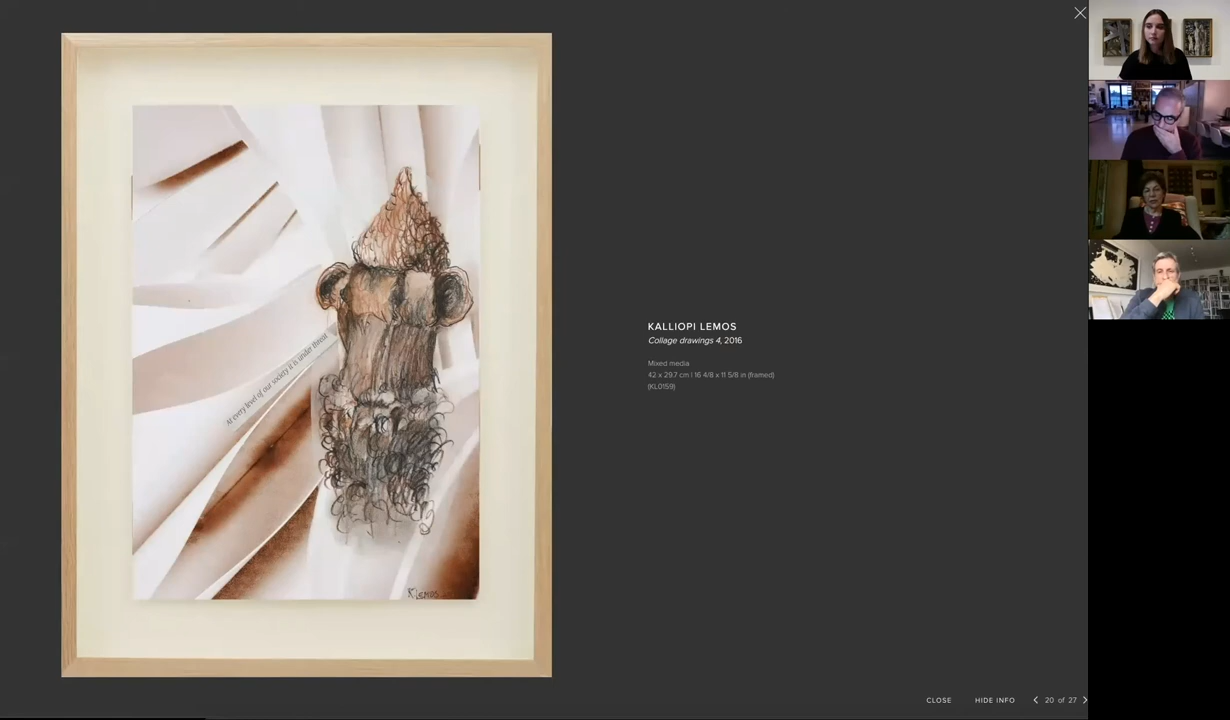 At every level of our society it is under threat
K Lemos
KALLIOPI LEMOS
Collage drawings 4, 2016
Mixed media
42 x 29.7 cm | 16 4/8 x 11 5/8 in (framed)
(KL0159)
CLOSE
HIDE INFO
20 of 27